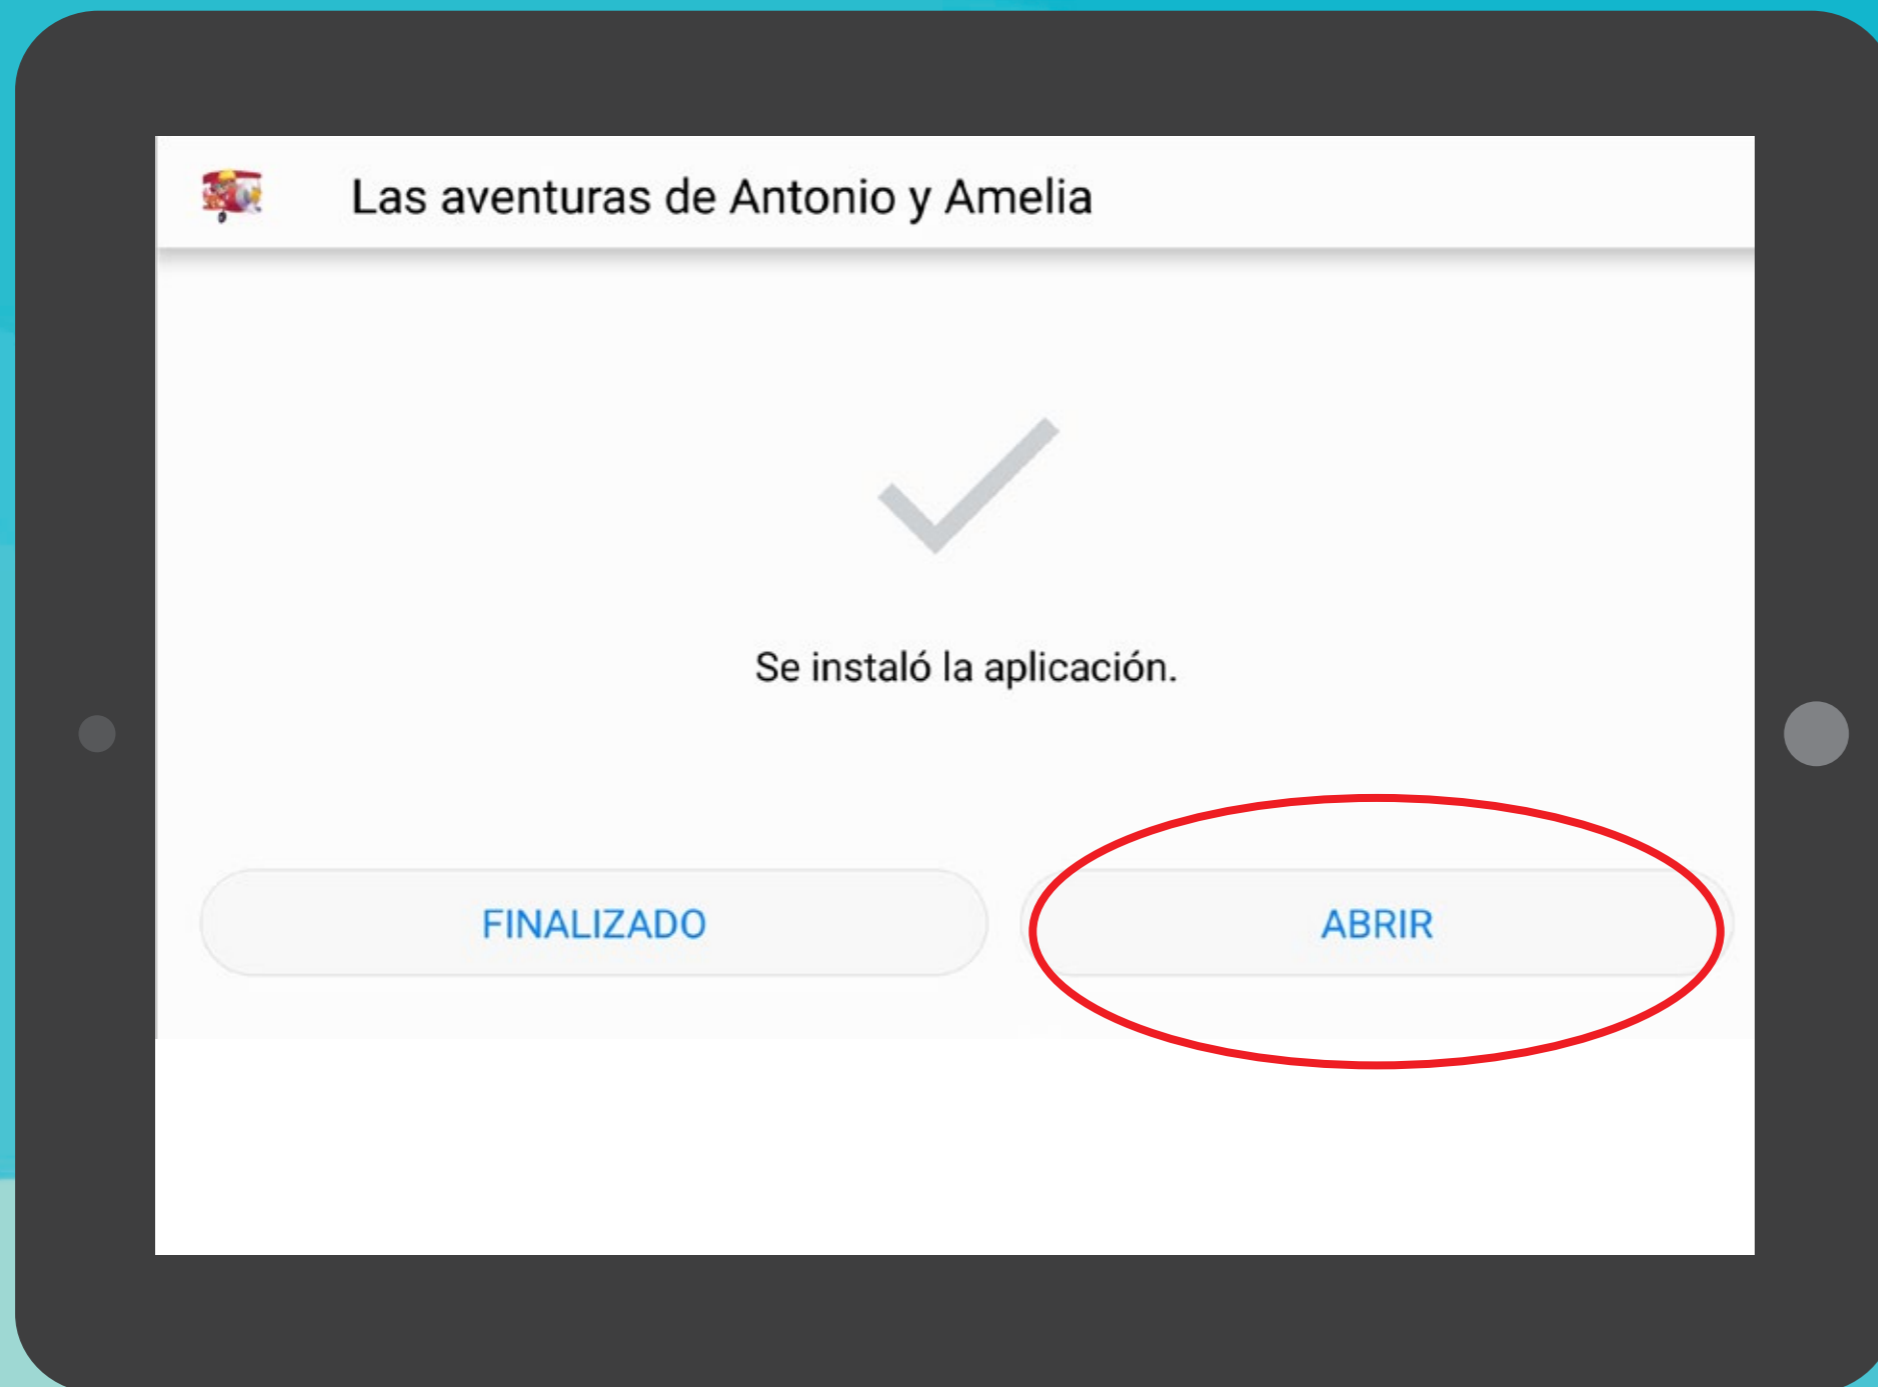 Las aventuras de Antonio y Amelia
Se instaló la aplicación.
FINALIZADO
ABRIR